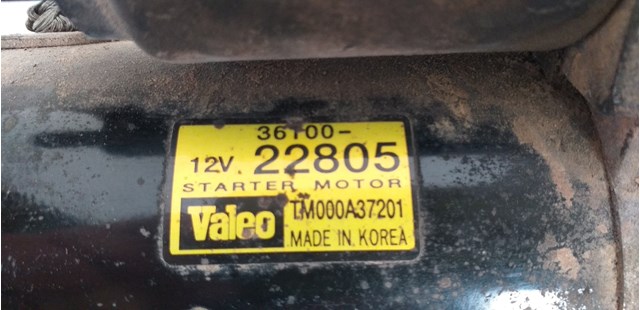 36100-
12V 22805
STARTER MOTOR
Valeo TM000A37201
MADE IN KOREA